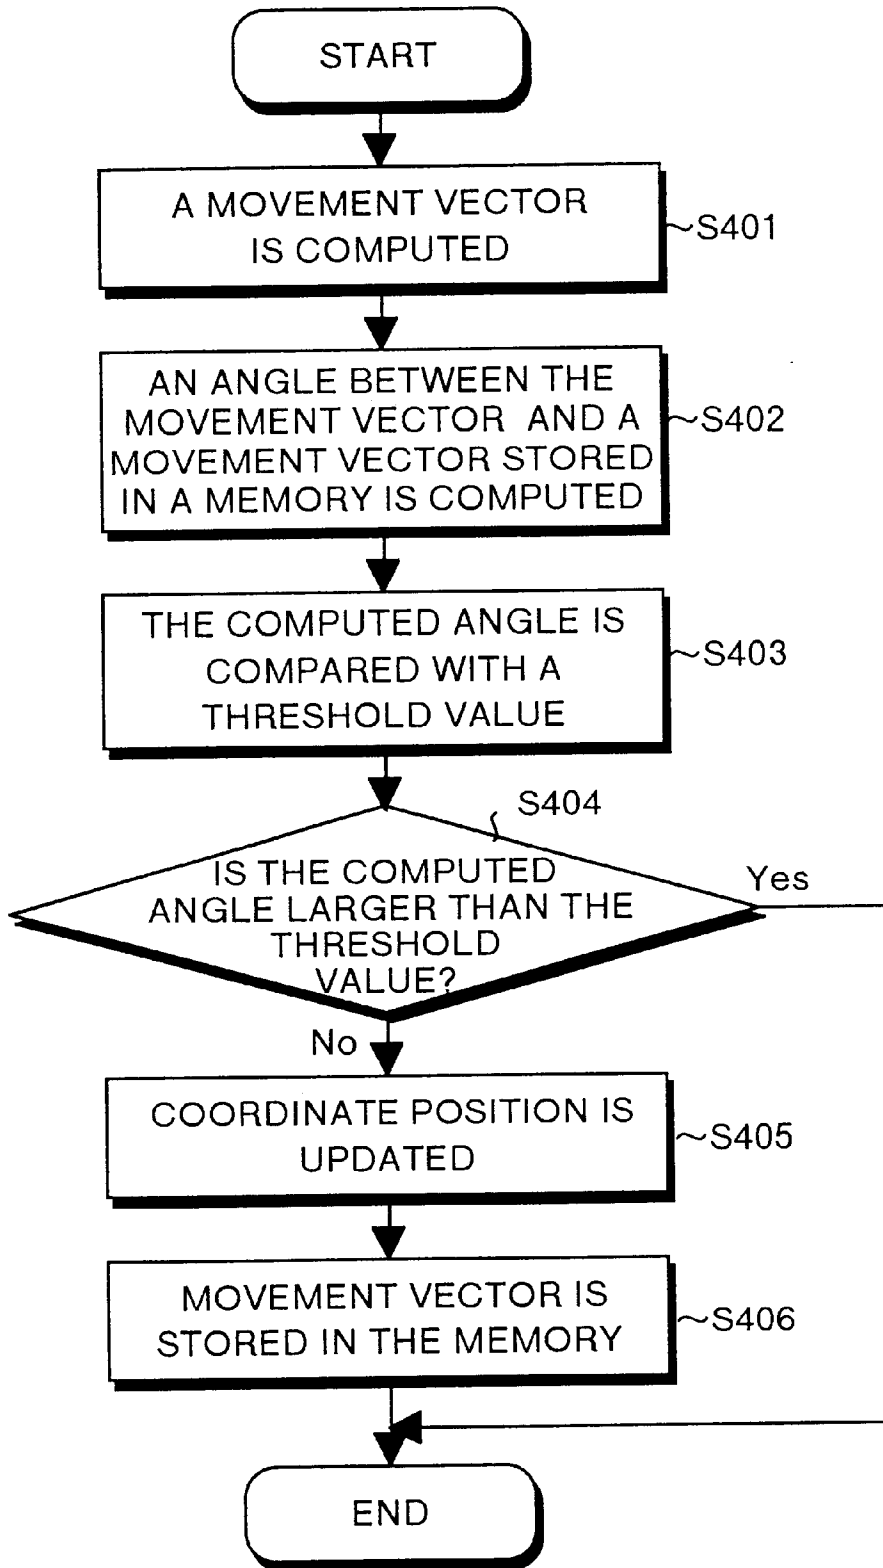 START
A MOVEMENT VECTOR
IS COMPUTED
S401
AN ANGLE BETWEEN THE
MOVEMENT VECTOR AND A
MOVEMENT VECTOR STORED
IN A MEMORY IS COMPUTED
S402
THE COMPUTED ANGLE IS
COMPARED WITH A
THRESHOLD VALUE
S403
S404
IS THE COMPUTED
ANGLE LARGER THAN THE
THRESHOLD
VALUE?
Yes
No
COORDINATE POSITION IS
UPDATED
S405
MOVEMENT VECTOR IS
STORED IN THE MEMORY
S406
END